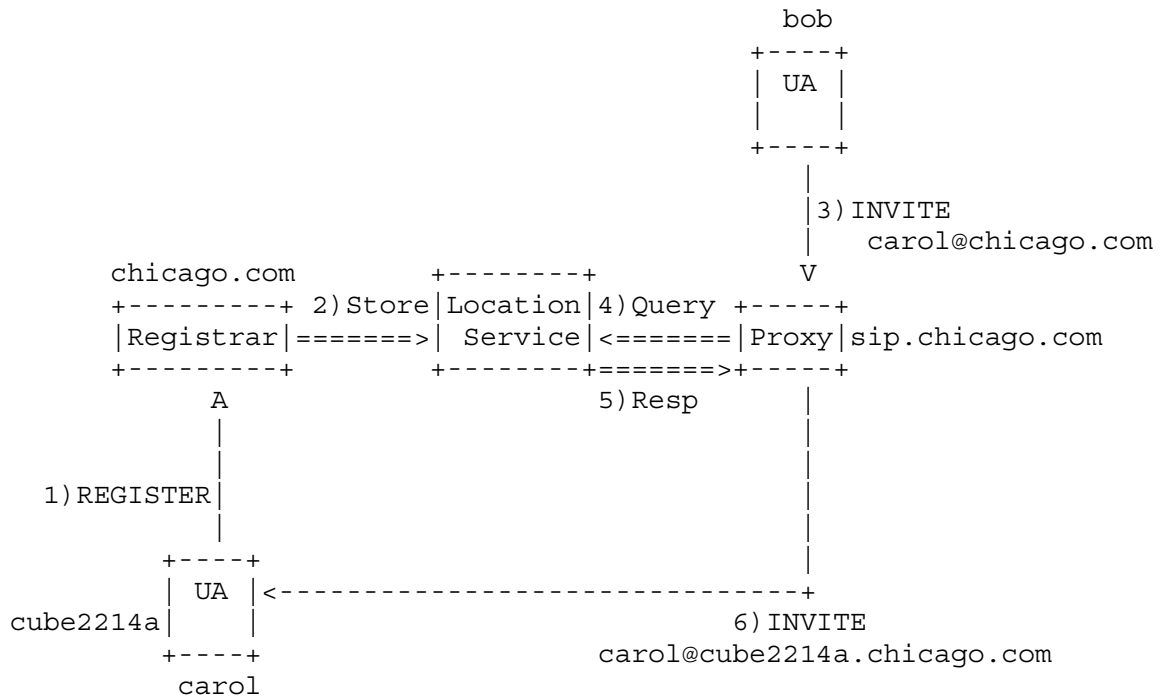 bob
+----+
| UA |
|    |
+----+
|
|3)INVITE
| carol@chicago.com
chicago.com +--------+ V
+---------+ 2)Store|Location|4)Query +-----+
|Registrar|=======>| Service|<=======|Proxy|sip.chicago.com
+---------+ +--------+=======>+-----+
A 5)Resp |
| |
| |
1)REGISTER| |
| |
+----+ |
| UA |<-------------------------------+
cube2214a| | 6)INVITE
+----+ carol@cube2214a.chicago.com
carol